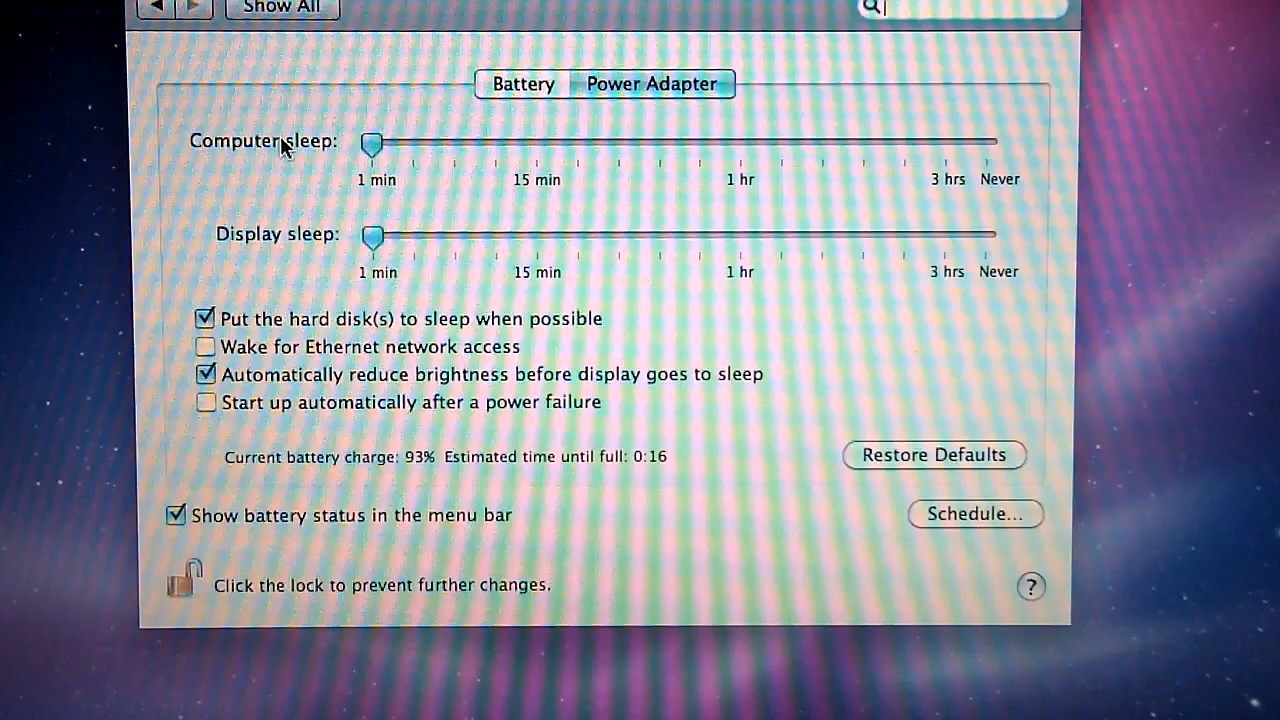 Show All
Battery Power Adapter
Computer sleep:
1 min 15 min 1 hr 3 hrs Never
Display sleep:
1 min 15 min 1 hr 3 hrs Never
Put the hard disk(s) to sleep when possible
Wake for Ethernet network access
Automatically reduce brightness before display goes to sleep
Start up automatically after a power failure
Current battery charge: 93% Estimated time until full: 0:16
Restore Defaults
Show battery status in the menu bar
Schedule...
Click the lock to prevent further changes.
?